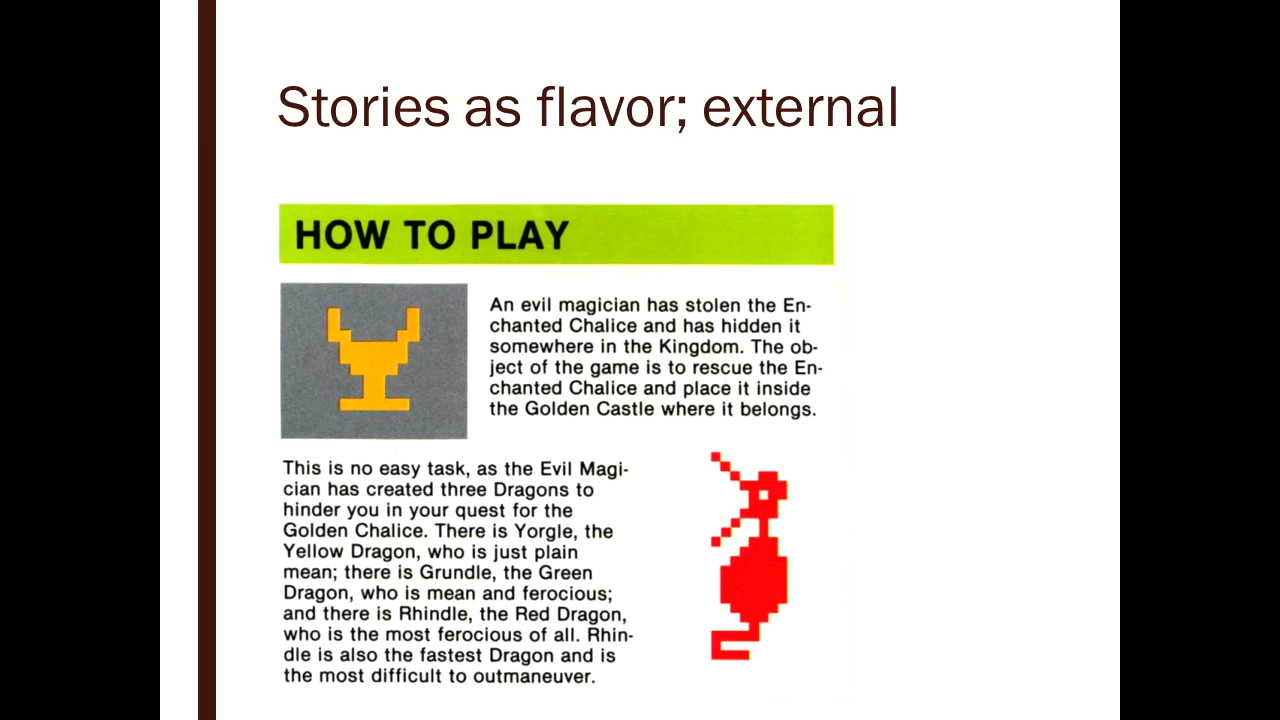 Stories as flavor; external
HOW TO PLAY
An evil magician has stolen the En-
chanted Chalice and has hidden it
somewhere in the Kingdom. The ob-
ject of the game is to rescue the En-
chanted Chalice and place it inside
the Golden Castle where it belongs.
This is no easy task, as the Evil Magi-
cian has created three Dragons to
hinder you in your quest for the
Golden Chalice. There is Yorgle, the
Yellow Dragon, who is just plain
mean; there is Grundle, the Green
Dragon, who is mean and ferocious;
and there is Rhindle, the Red Dragon,
who is the most ferocious of all. Rhin-
dle is also the fastest Dragon and is
the most difficult to outmaneuver.